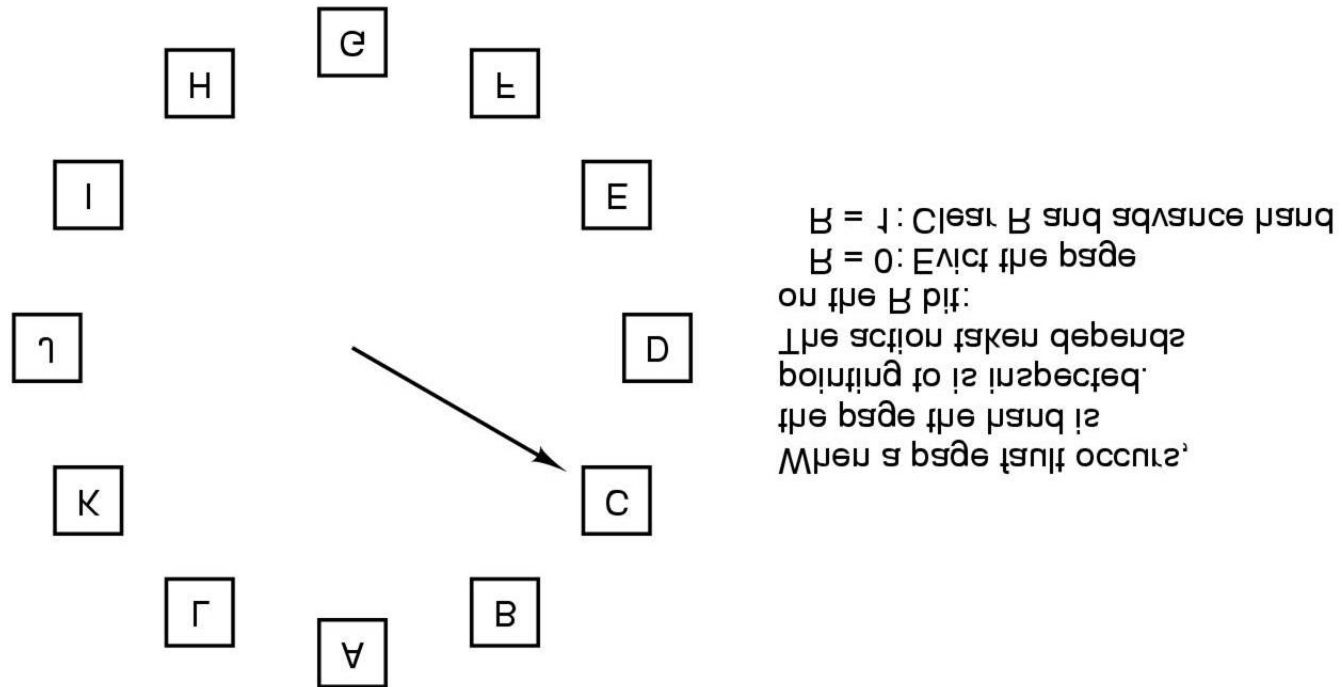 A
B
C
D
E
F
G
H
I
J
K
L
When a page fault occurs,
the page the hand is
pointing to is inspected.
The action taken depends
on the R bit:
R = 0: Evict the page
R = 1: Clear R and advance hand